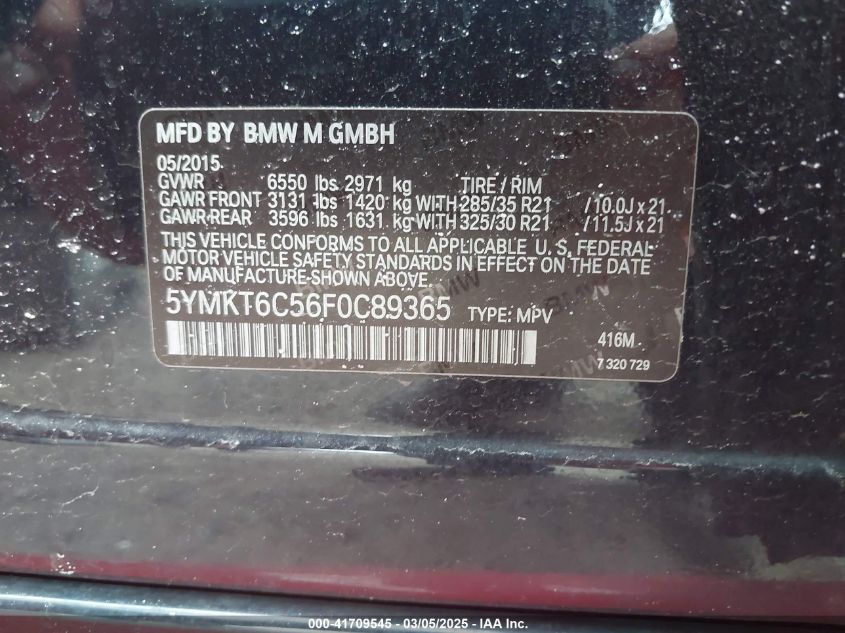 MFD BY BMW M GMBH
05/2015
GVWR 6550 lbs 2971 kg TIRE / RIM
GAWR FRONT 3131 lbs 1420 kg WITH 285/35 R21 / 10.0J x 21
GAWR REAR 3596 lbs 1631 kg WITH 325/30 R21 / 11.5J x 21
THIS VEHICLE CONFORMS TO ALL APPLICABLE U. S. FEDERAL
MOTOR VEHICLE SAFETY STANDARDS IN EFFECT ON THE DATE
OF MANUFACTURE SHOWN ABOVE.
5YMKT6C56F0C89365 TYPE: MPV
416M
7 320 729
000-41709545 - 03/05/2025 - IAA Inc.